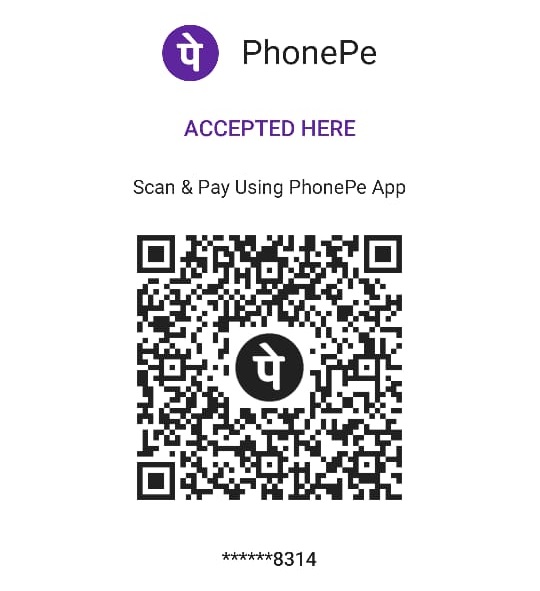 पे PhonePe
ACCEPTED HERE
Scan & Pay Using PhonePe App
पे
******8314